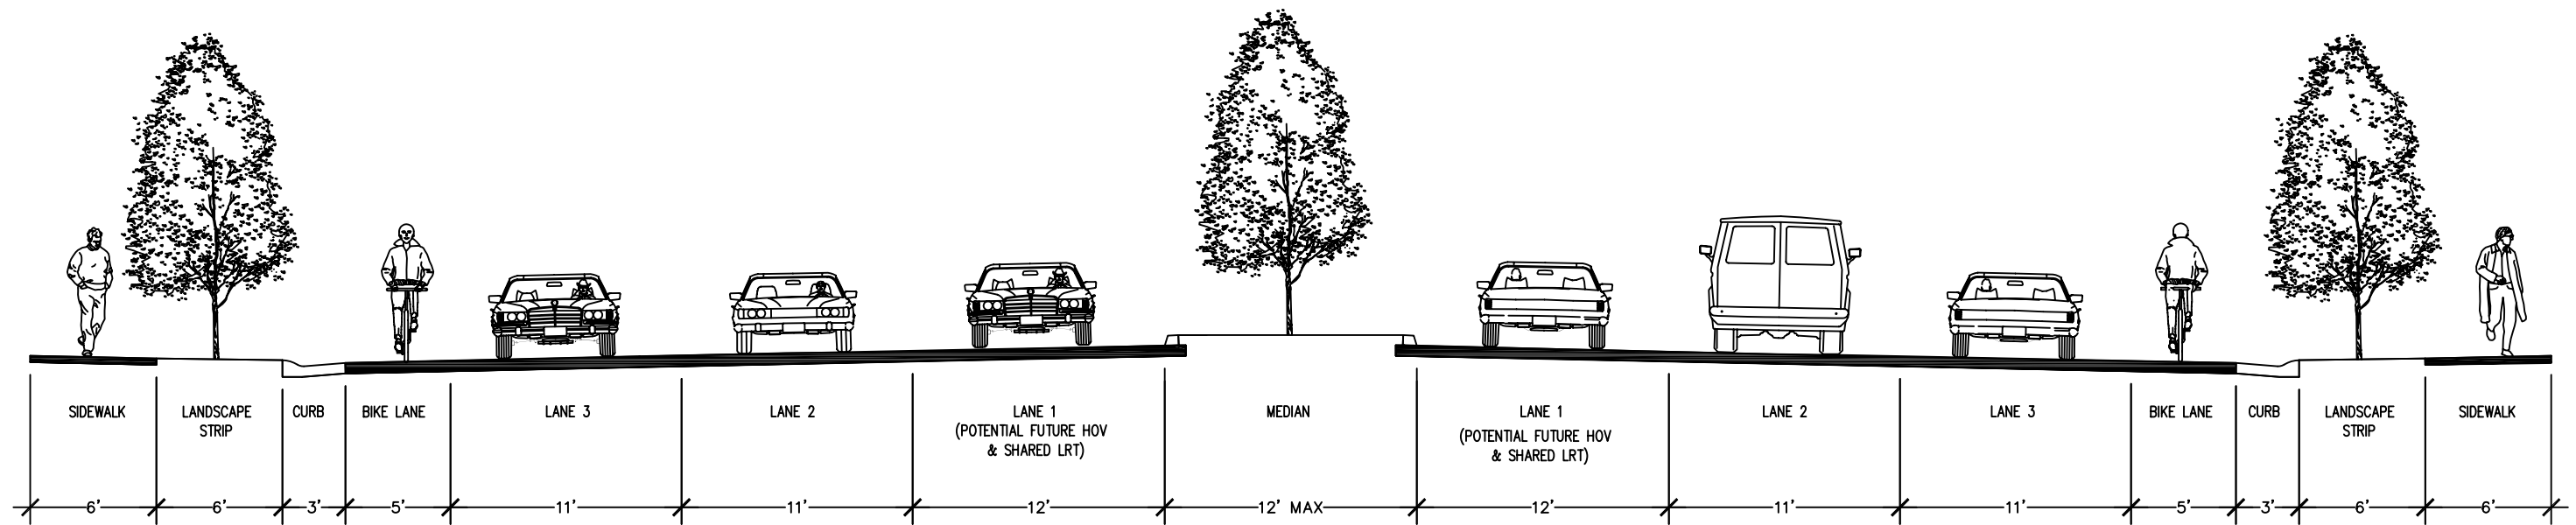 SIDEWALK
LANDSCAPE
STRIP
CURB
BIKE LANE
LANE 3
LANE 2
LANE 1
(POTENTIAL FUTURE HOV
& SHARED LRT)
MEDIAN
LANE 1
(POTENTIAL FUTURE HOV
& SHARED LRT)
LANE 2
LANE 3
BIKE LANE
CURB
LANDSCAPE
STRIP
SIDEWALK
6' 6' 3' 5' 11' 11' 12' 12' MAX 12' 11' 11' 5' 3' 6' 6'